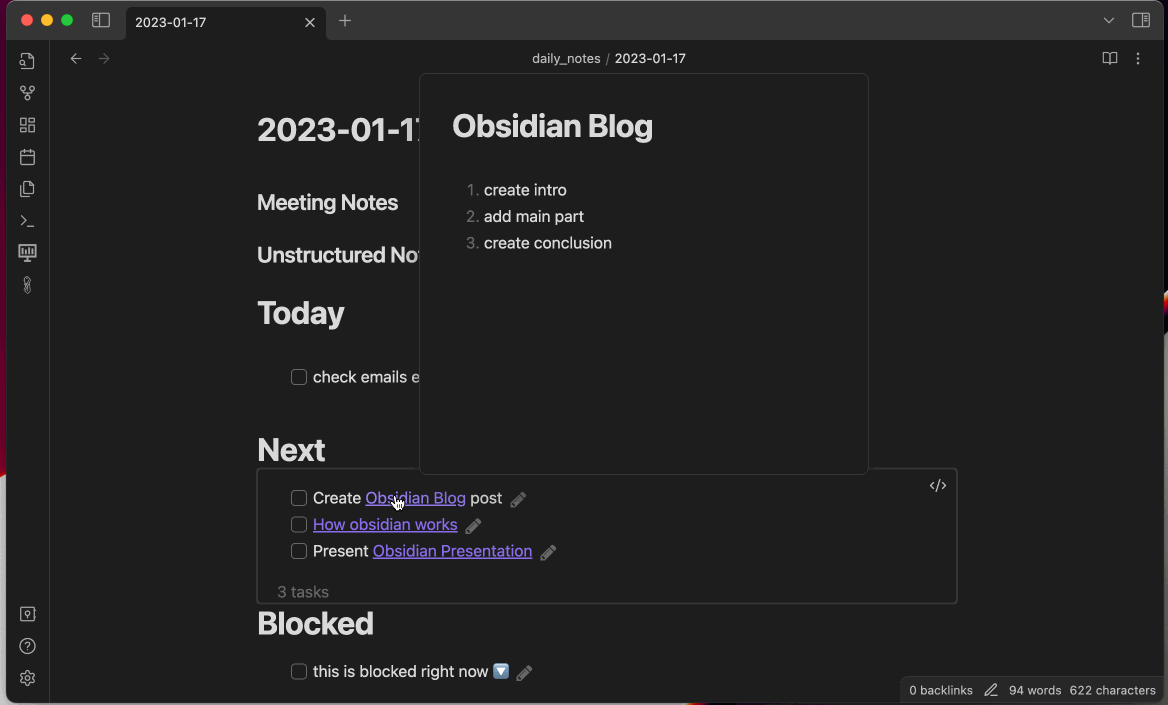 2023-01-17
daily_notes / 2023-01-17
2023-01-17
Meeting Notes
Unstructured No
Today
check emails e
Obsidian Blog
1. create intro
2. add main part
3. create conclusion
Next
Create Obsidian Blog post
How obsidian works
Present Obsidian Presentation
3 tasks
Blocked
this is blocked right now
0 backlinks 94 words 622 characters